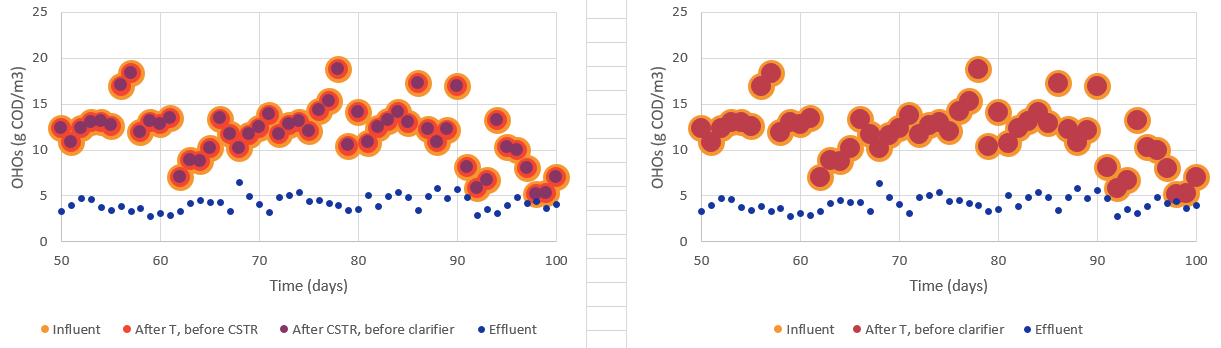 25
20
15
10
5
0
OHOs (g COD/m3)
50 60 70 80 90 100
Time (days)
Influent After T, before CSTR After CSTR, before clarifier Effluent
25
20
15
10
5
0
OHOs (g COD/m3)
50 60 70 80 90 100
Time (days)
Influent After T, before clarifier Effluent